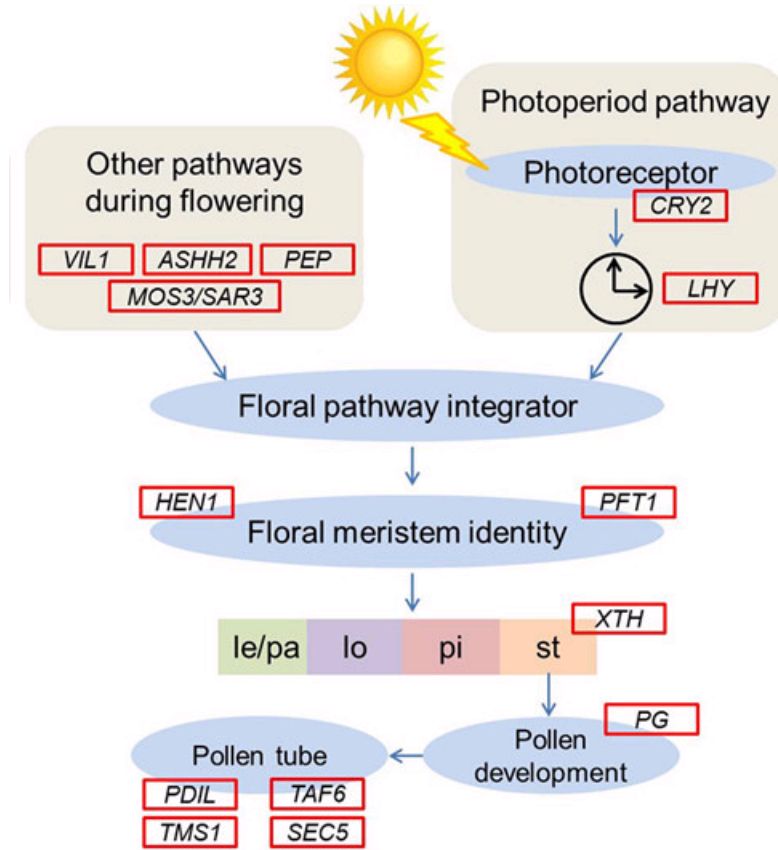 Photoperiod pathway
Photoreceptor
CRY2
LHY
Other pathways
during flowering
VIL1 ASHH2 PEP
MOS3/SAR3
Floral pathway integrator
HEN1 PFT1
Floral meristem identity
XTH
le/pa lo pi st
PG
Pollen
development
Pollen tube
PDIL TAF6
TMS1 SEC5